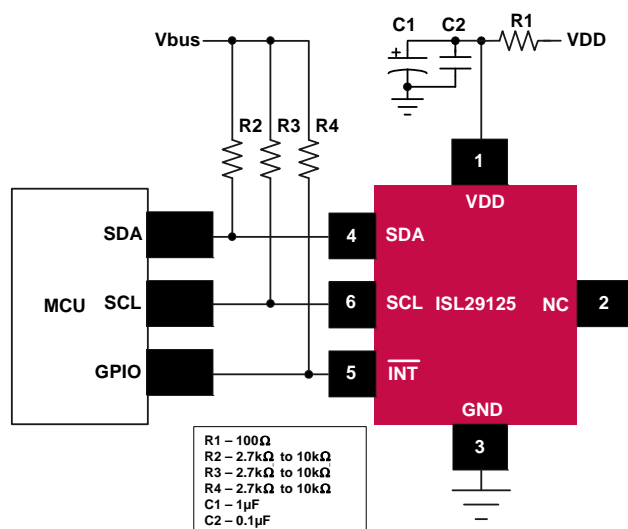 C1
C2
R1
Vbus
VDD
+
R2
R3
R4
1
VDD
SDA
4
SDA
MCU
SCL
6
SCL
ISL29125
NC
2
GPIO
5
INT
GND
3
R1 – 100Ω
R2 – 2.7kΩ to 10kΩ
R3 – 2.7kΩ to 10kΩ
R4 – 2.7kΩ to 10kΩ
C1 – 1µF
C2 – 0.1µF